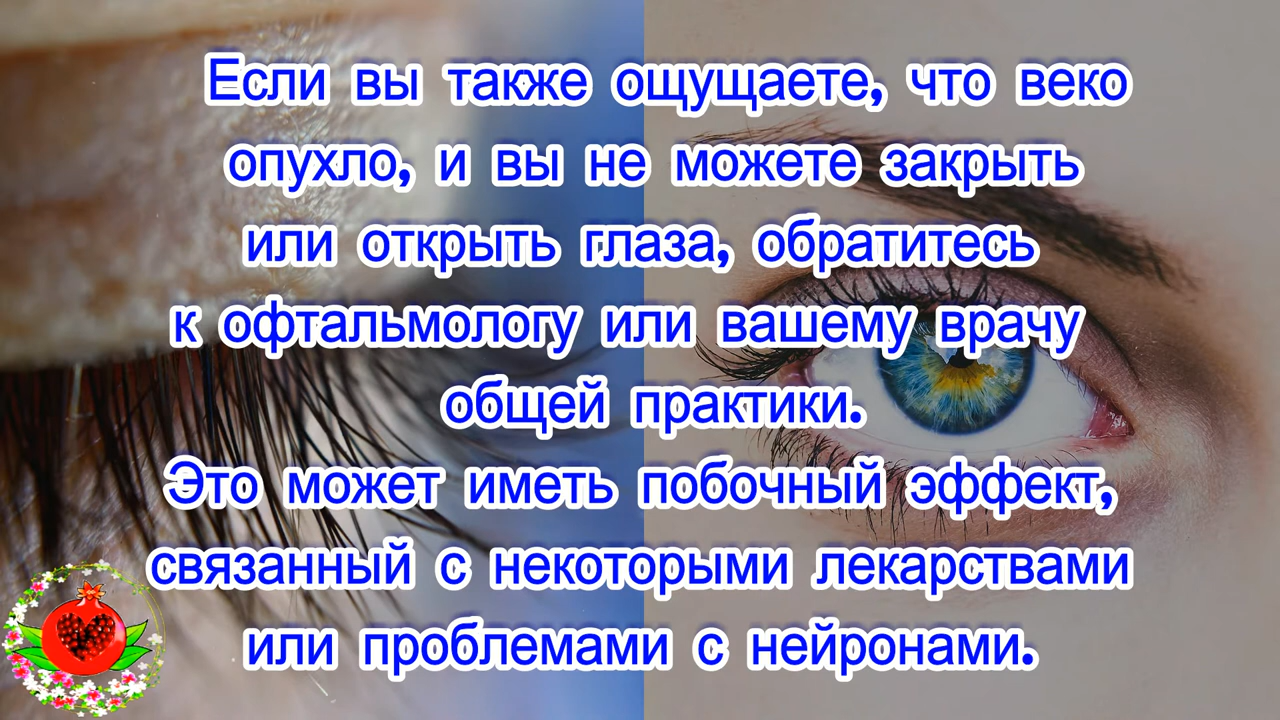 Если вы также ощущаете, что веко
опухло, и вы не можете закрыть
или открыть глаза, обратитесь
к офтальмологу или вашему врачу
общей практики.
Это может иметь побочный эффект,
связанный с некоторыми лекарствами
или проблемами с нейронами.